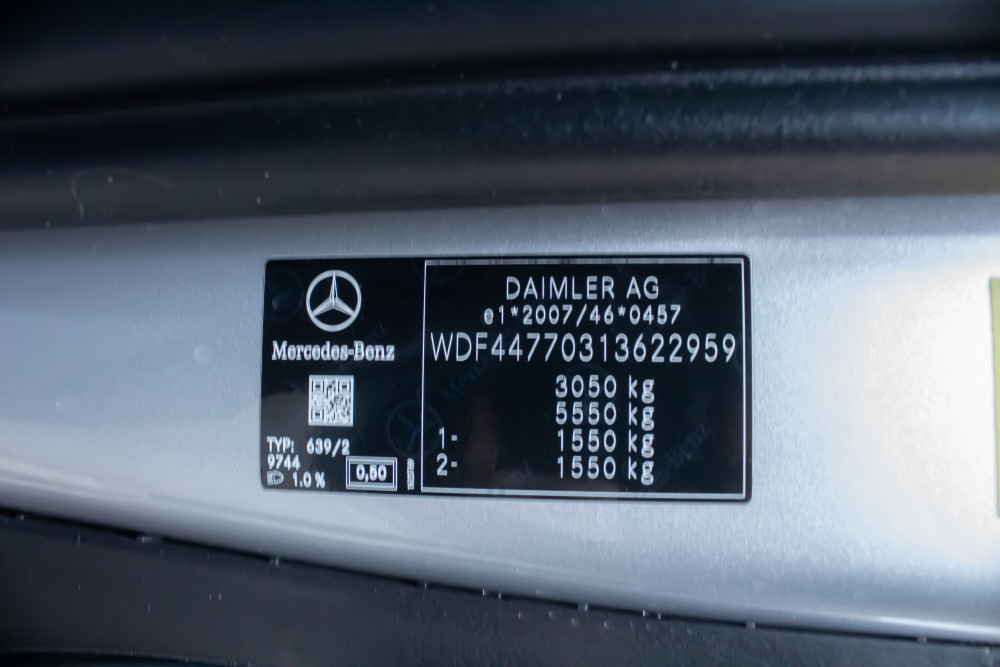 Mercedes-Benz
TYP: 639/2
9744
1.0 %
0,50
DAIMLER AG
e1*2007/46*0457
WDF44770313622959
3050 kg
5550 kg
1- 1550 kg
2- 1550 kg